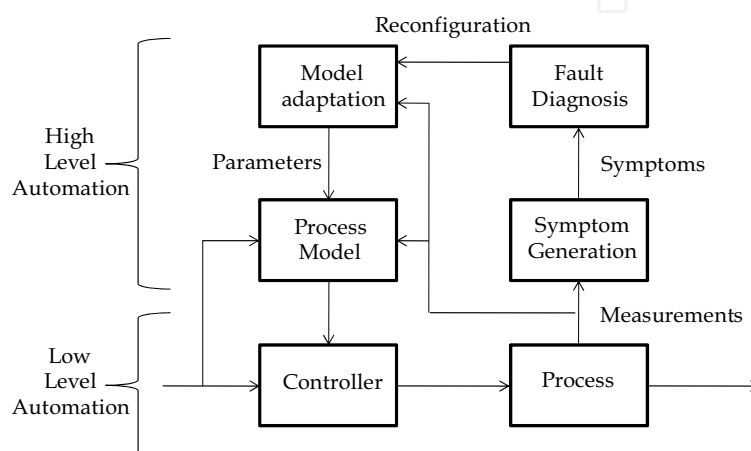 Reconfiguration
Model
adaptation
Fault
Diagnosis
High
Level
Automation
Parameters
Symptoms
Process
Model
Symptom
Generation
Measurements
Low
Level
Automation
Controller
Process